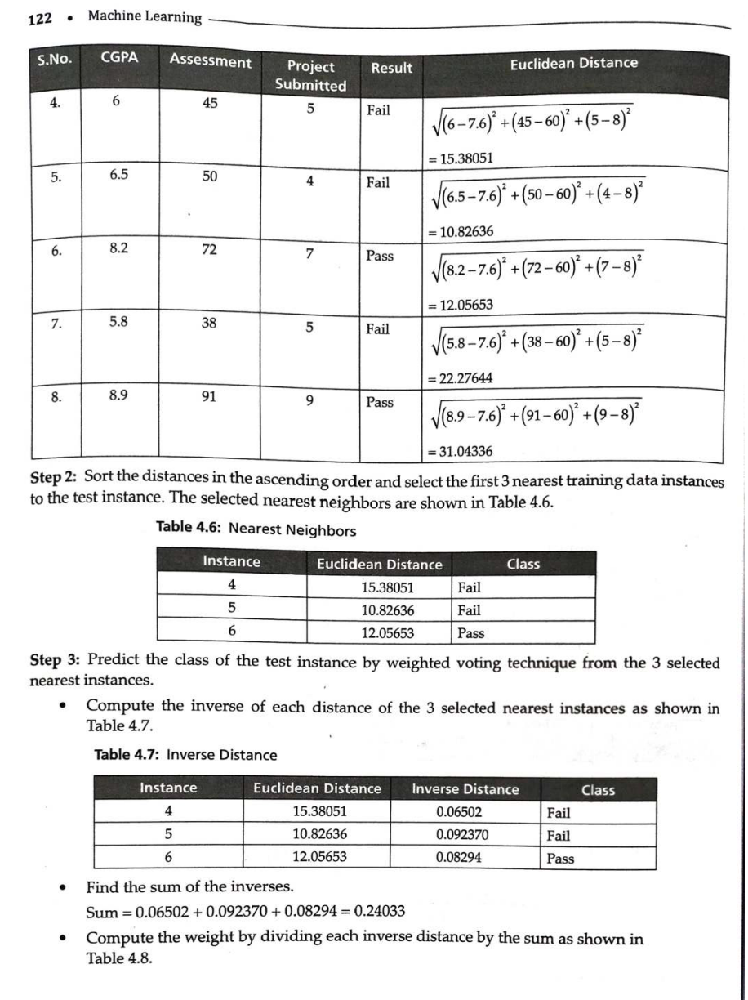 122 • Machine Learning
S.No. CGPA Assessment Project Submitted Result Euclidean Distance
4. 6 45 5 Fail √(6–7.6)² + (45–60)² + (5–8)²
= 15.38051
5. 6.5 50 4 Fail √(6.5–7.6)² + (50–60)² + (4–8)²
= 10.82636
6. 8.2 72 7 Pass √(8.2–7.6)² + (72–60)² + (7–8)²
= 12.05653
7. 5.8 38 5 Fail √(5.8–7.6)² + (38–60)² + (5–8)²
= 22.27644
8. 8.9 91 9 Pass √(8.9–7.6)² + (91–60)² + (9–8)²
= 31.04336
Step 2: Sort the distances in the ascending order and select the first 3 nearest training data instances
to the test instance. The selected nearest neighbors are shown in Table 4.6.
Table 4.6: Nearest Neighbors
Instance Euclidean Distance Class
4 15.38051 Fail
5 10.82636 Fail
6 12.05653 Pass
Step 3: Predict the class of the test instance by weighted voting technique from the 3 selected
nearest instances.
• Compute the inverse of each distance of the 3 selected nearest instances as shown in
Table 4.7.
Table 4.7: Inverse Distance
Instance Euclidean Distance Inverse Distance Class
4 15.38051 0.06502 Fail
5 10.82636 0.092370 Fail
6 12.05653 0.08294 Pass
• Find the sum of the inverses.
Sum = 0.06502 + 0.092370 + 0.08294 = 0.24033
• Compute the weight by dividing each inverse distance by the sum as shown in
Table 4.8.